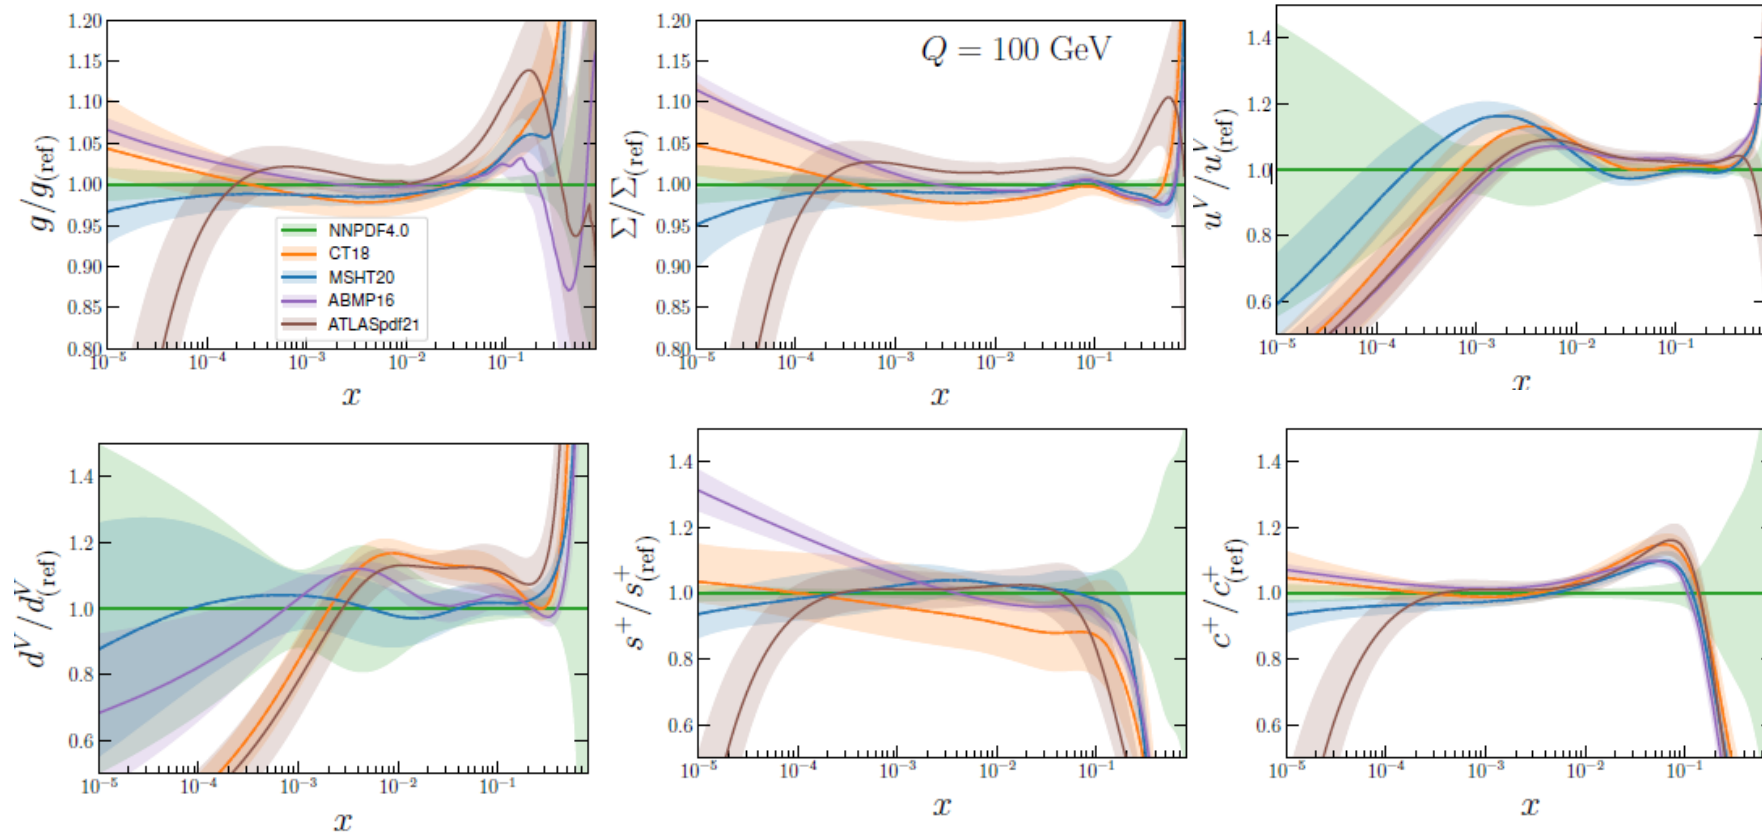 1.20
1.15
1.10
1.05
1.00
0.95
0.90
0.85
0.80
g/g(ref)
NNPDF4.0
CT18
MSHT20
ABMP16
ATLASpdf21
10⁻⁵ 10⁻⁴ 10⁻³ 10⁻² 10⁻¹
x
1.20
1.15
1.10
1.05
1.00
0.95
0.90
0.85
0.80
Σ/Σ(ref)
Q = 100 GeV
10⁻⁵ 10⁻⁴ 10⁻³ 10⁻² 10⁻¹
x
1.4
1.2
1.0
0.8
0.6
uⱽ/uⱽ(ref)
10⁻⁵ 10⁻⁴ 10⁻³ 10⁻² 10⁻¹
x
1.4
1.2
1.0
0.8
0.6
dⱽ/dⱽ(ref)
10⁻⁵ 10⁻⁴ 10⁻³ 10⁻² 10⁻¹
x
1.4
1.2
1.0
0.8
0.6
s⁺/s⁺(ref)
10⁻⁵ 10⁻⁴ 10⁻³ 10⁻² 10⁻¹
x
1.4
1.2
1.0
0.8
0.6
c⁺/c⁺(ref)
10⁻⁵ 10⁻⁴ 10⁻³ 10⁻² 10⁻¹
x